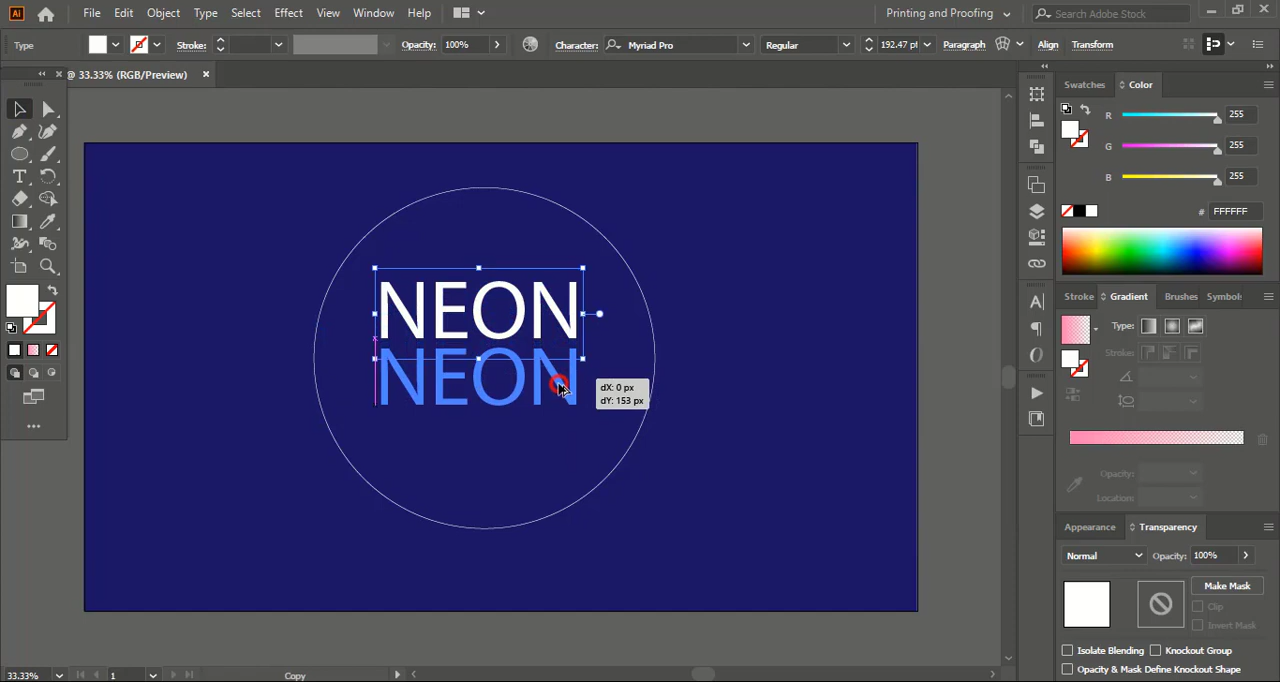 Ai File Edit Object Type Select Effect View Window Help Printing and Proofing Search Adobe Stock
Type Stroke: Opacity: 100% Character: Myriad Pro Regular 192.47 pt Paragraph Align Transform
@ 33.33% (RGB/Preview)
Swatches Color
R 255
G 255
B 255
# FFFFFF
NEON
NEON
dX: 0 px
dY: 153 px
Stroke Gradient Brushes Symbol:
Type:
Stroke:
Opacity:
Location:
Appearance Transparency
Normal Opacity: 100%
Make Mask
Clip
Invert Mask
Isolate Blending Knockout Group
Opacity & Mask Define Knockout Shape
33.33% 1 Copy